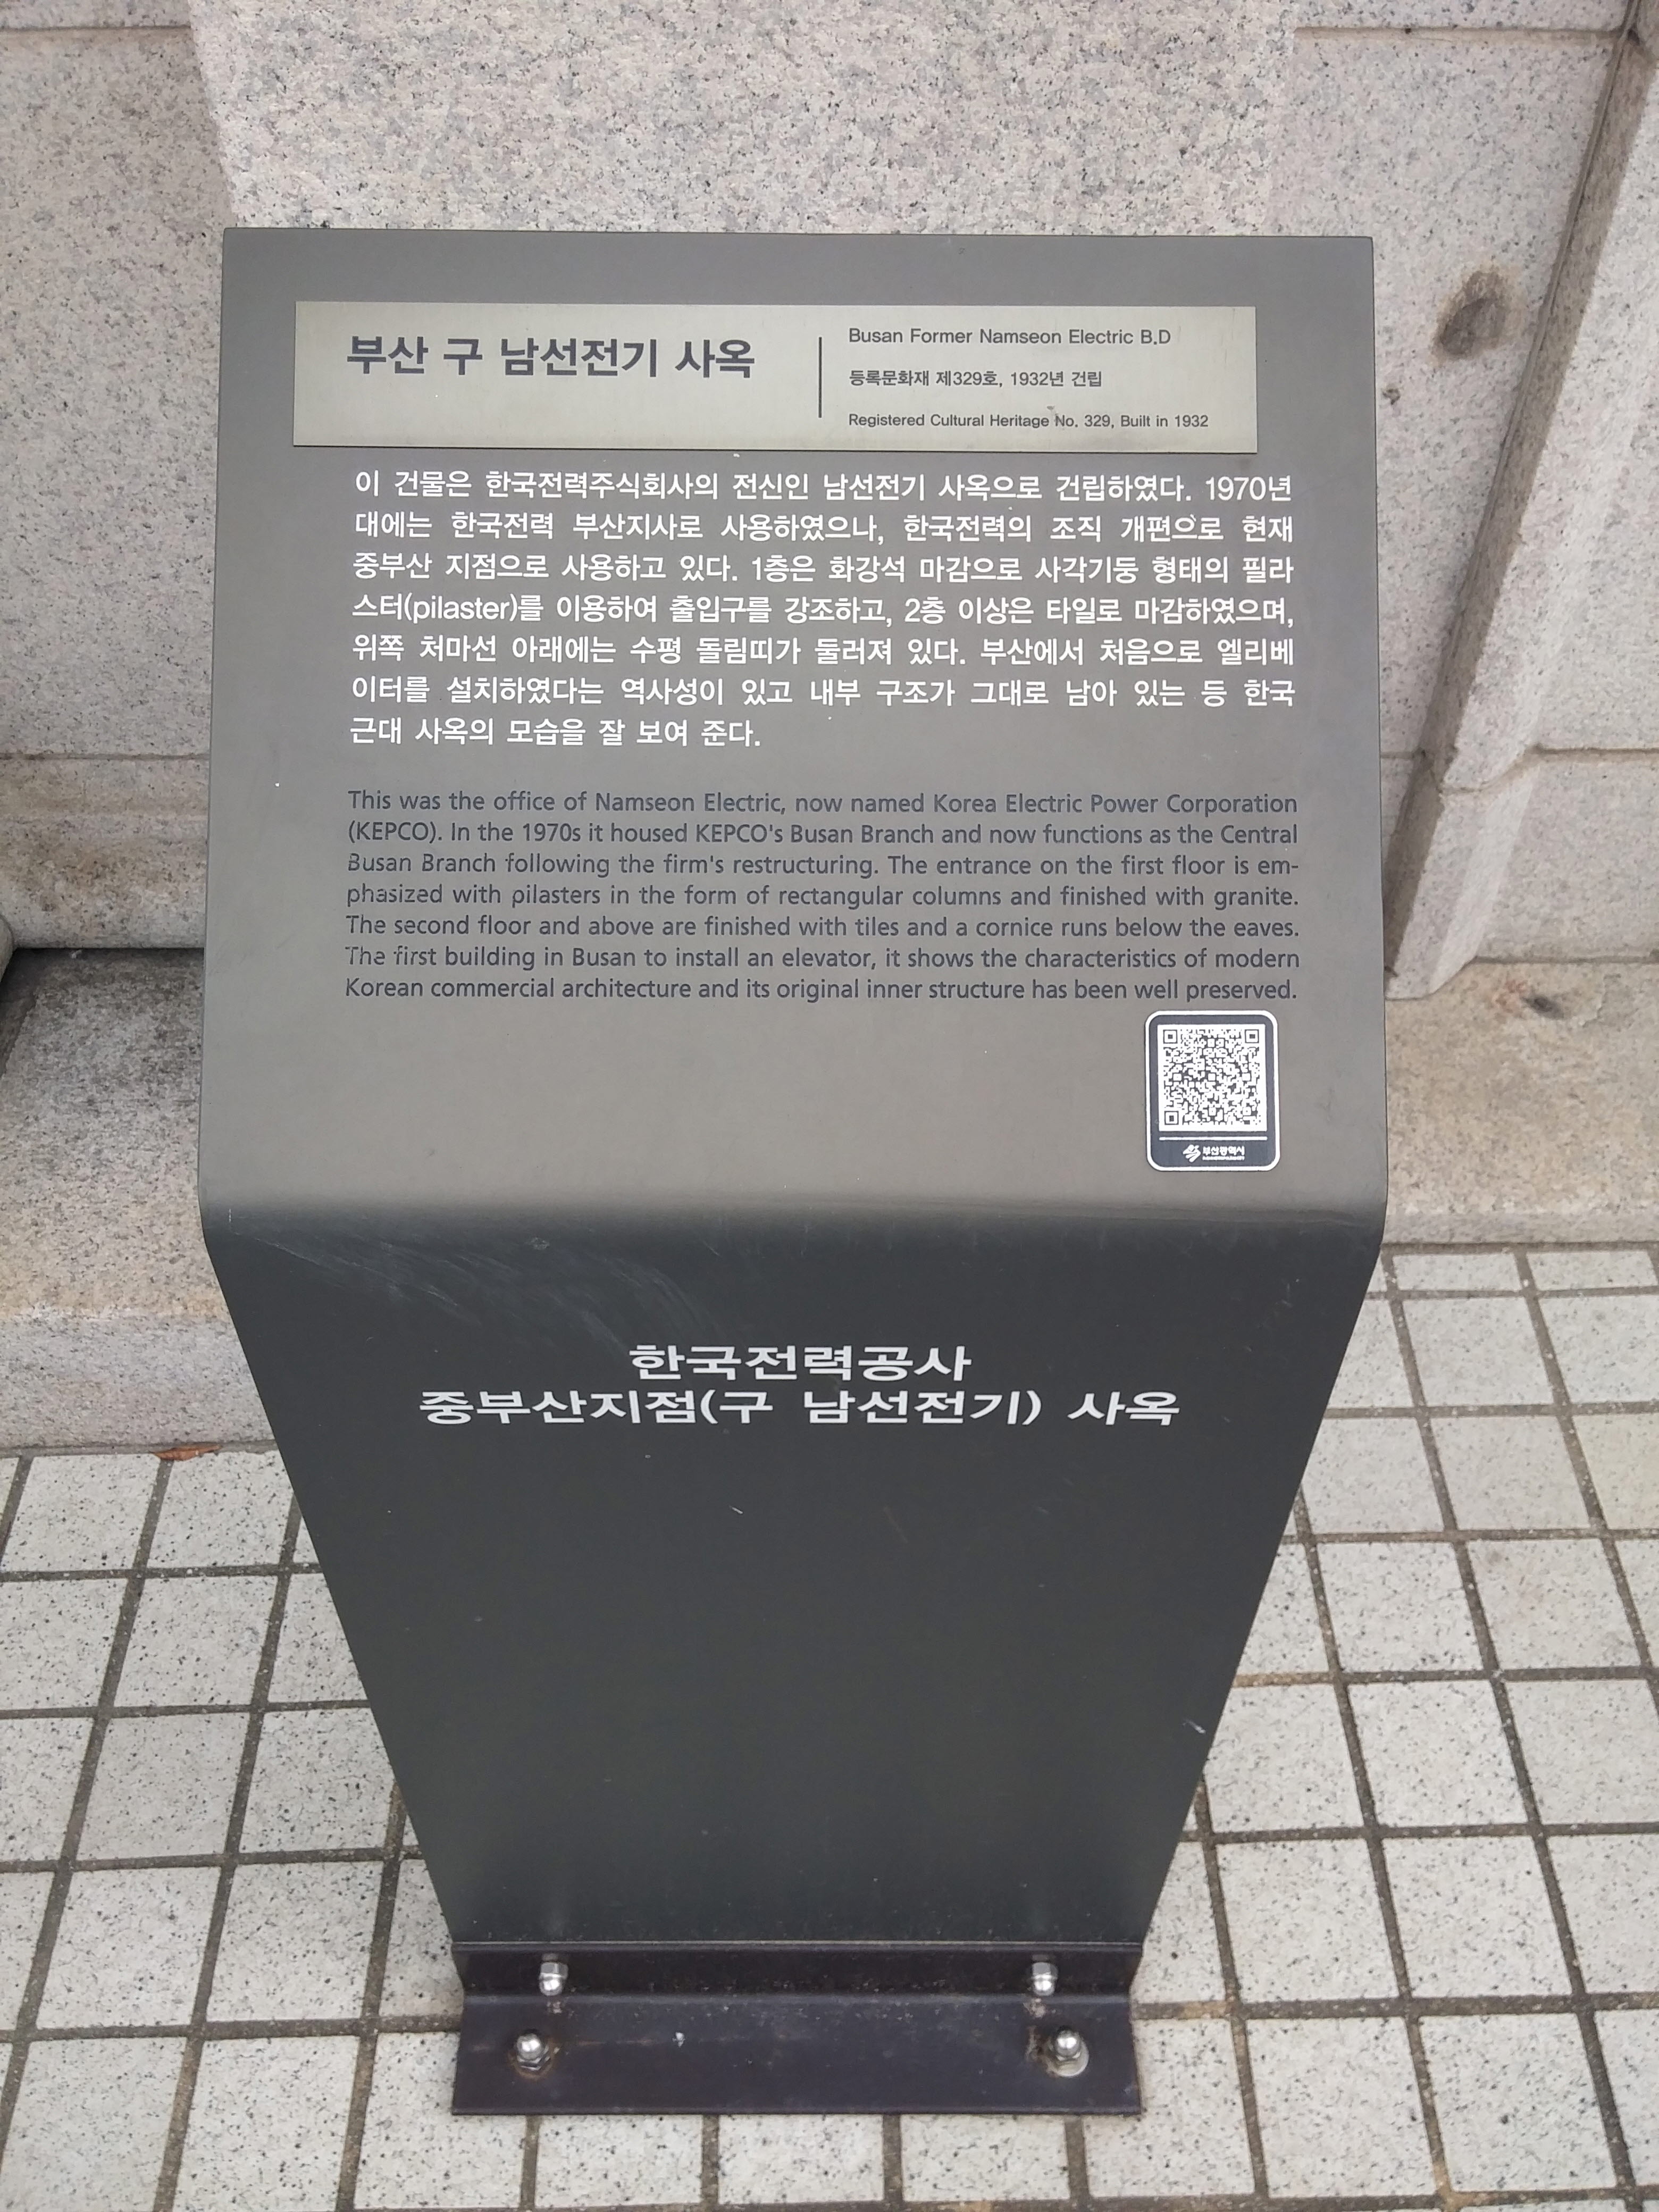 부산 구 남선전기 사옥
Busan Former Namseon Electric B.D
등록문화재 제329호, 1932년 건립
Registered Cultural Heritage No. 329, Built in 1932
이 건물은 한국전력주식회사의 전신인 남선전기 사옥으로 건립하였다. 1970년
대에는 한국전력 부산지사로 사용하였으나, 한국전력의 조직 개편으로 현재
중부산 지점으로 사용하고 있다. 1층은 화강석 마감으로 사각기둥 형태의 필라
스터(pilaster)를 이용하여 출입구를 강조하고, 2층 이상은 타일로 마감하였으며,
위쪽 처마선 아래에는 수평 돌림띠가 둘러져 있다. 부산에서 처음으로 엘리베
이터를 설치하였다는 역사성이 있고 내부 구조가 그대로 남아 있는 등 한국
근대 사옥의 모습을 잘 보여 준다.
This was the office of Namseon Electric, now named Korea Electric Power Corporation
(KEPCO). In the 1970s it housed KEPCO's Busan Branch and now functions as the Central
Busan Branch following the firm's restructuring. The entrance on the first floor is em-
phasized with pilasters in the form of rectangular columns and finished with granite.
The second floor and above are finished with tiles and a cornice runs below the eaves.
The first building in Busan to install an elevator, it shows the characteristics of modern
Korean commercial architecture and its original inner structure has been well preserved.
부산광역시
한국전력공사
중부산지점(구 남선전기) 사옥